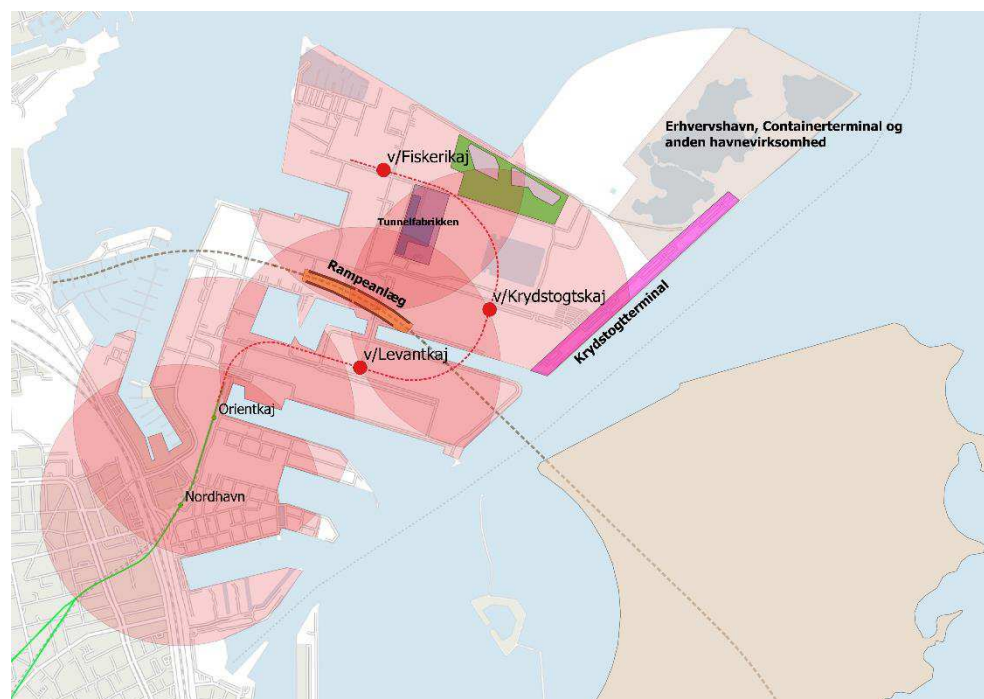 Erhvervshavn, Containerterminal og
anden havnevirksomhed
v/Fiskerikaj
Tunnelfabrikken
Rampeanlæg
v/Krydstogtskaj
Krydstogtterminal
v/Levantkaj
Orientkaj
Nordhavn